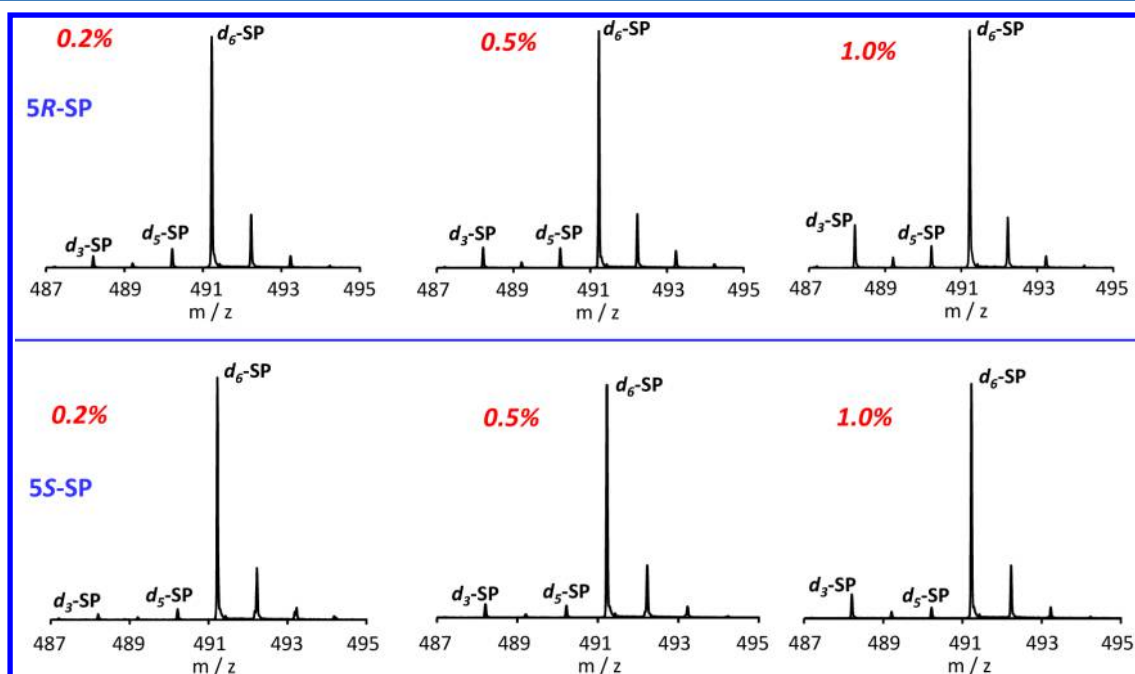 0.2%
d6-SP
5R-SP
d3-SP
d5-SP
487 489 491 493 495
m / z
0.5%
d6-SP
d3-SP
d5-SP
487 489 491 493 495
m / z
1.0%
d6-SP
d3-SP
d5-SP
487 489 491 493 495
m / z
0.2%
d6-SP
5S-SP
d3-SP
d5-SP
487 489 491 493 495
m / z
0.5%
d6-SP
d3-SP
d5-SP
487 489 491 493 495
m / z
1.0%
d6-SP
d3-SP
d5-SP
487 489 491 493 495
m / z